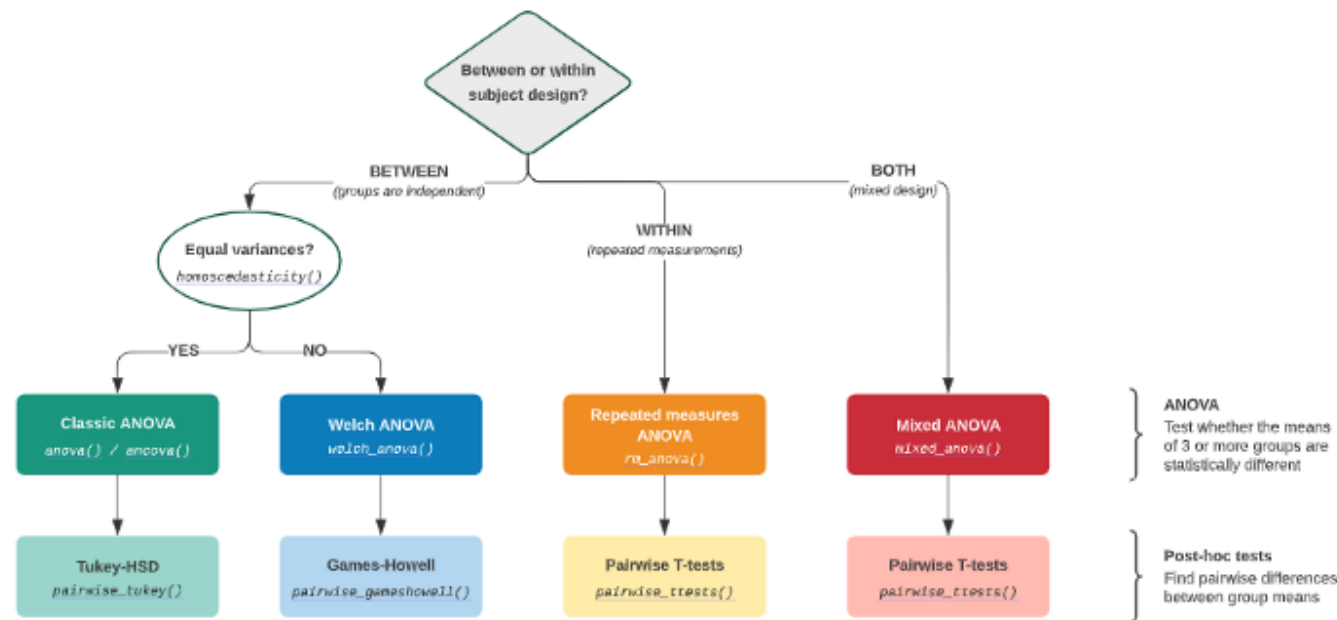 Between or within
subject design?
BETWEEN
(groups are independent)
BOTH
(mixed design)
WITHIN
(repeated measurements)
Equal variances?
homoscedasticity()
YES
NO
Classic ANOVA
anova() / ancova()
Welch ANOVA
welch_anova()
Repeated measures
ANOVA
rm_anova()
Mixed ANOVA
mixed_anova()
ANOVA
Test whether the means
of 3 or more groups are
statistically different
Tukey-HSD
pairwise_tukey()
Games-Howell
pairwise_gameshowell()
Pairwise T-tests
pairwise_ttests()
Pairwise T-tests
pairwise_ttests()
Post-hoc tests
Find pairwise differences
between group means